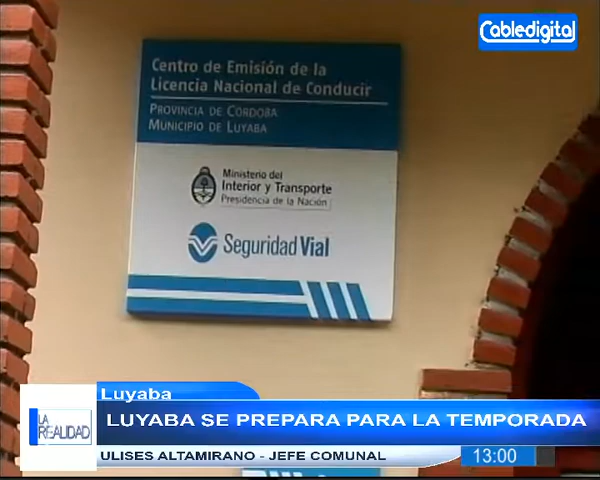 Cabledigital
Centro de Emisión de la
Licencia Nacional de Conducir
PROVINCIA DE CÓRDOBA
MUNICIPIO DE LUYABA
Ministerio del
Interior y Transporte
Presidencia de la Nación
Seguridad Vial
Luyaba
LA
REALIDAD
LUYABA SE PREPARA PARA LA TEMPORADA
ULISES ALTAMIRANO - JEFE COMUNAL
13:00